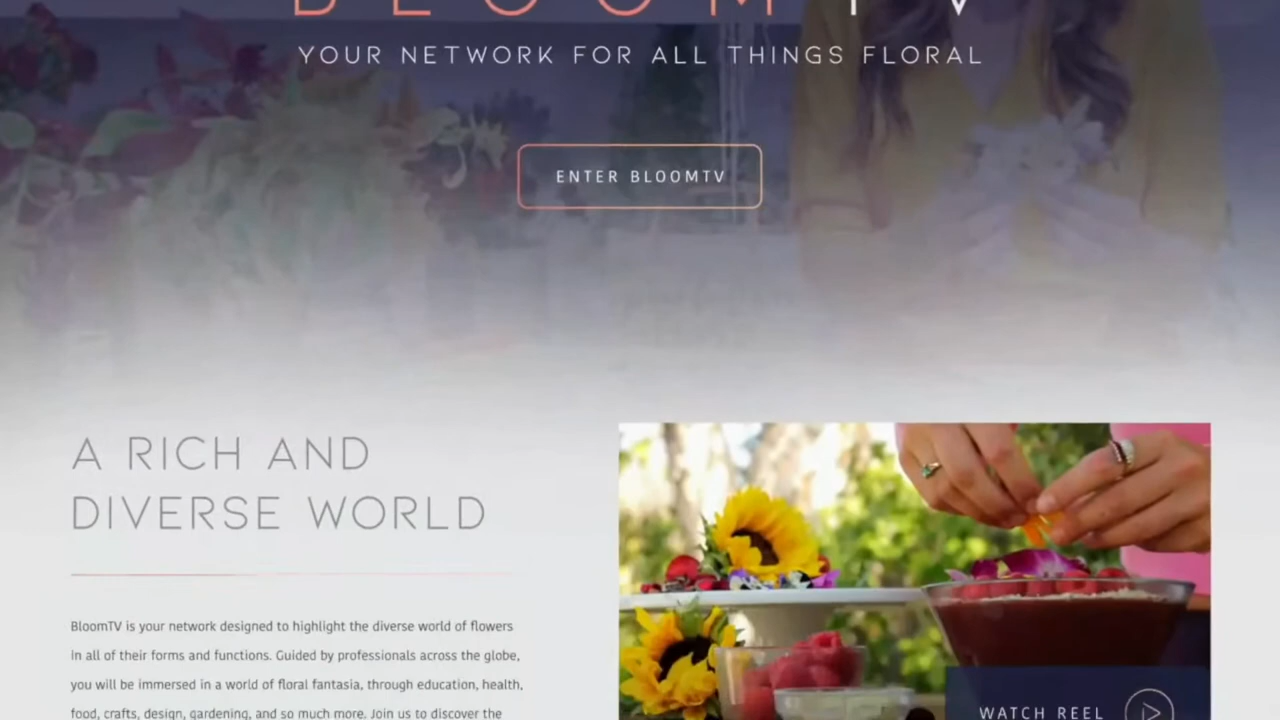 BLOOMTV
YOUR NETWORK FOR ALL THINGS FLORAL
ENTER BLOOMTV
A RICH AND
DIVERSE WORLD
BloomTV is your network designed to highlight the diverse world of flowers
in all of their forms and functions. Guided by professionals across the globe,
you will be immersed in a world of floral fantasia, through education, health,
food, crafts, design, gardening, and so much more. Join us to discover the
WATCH REEL